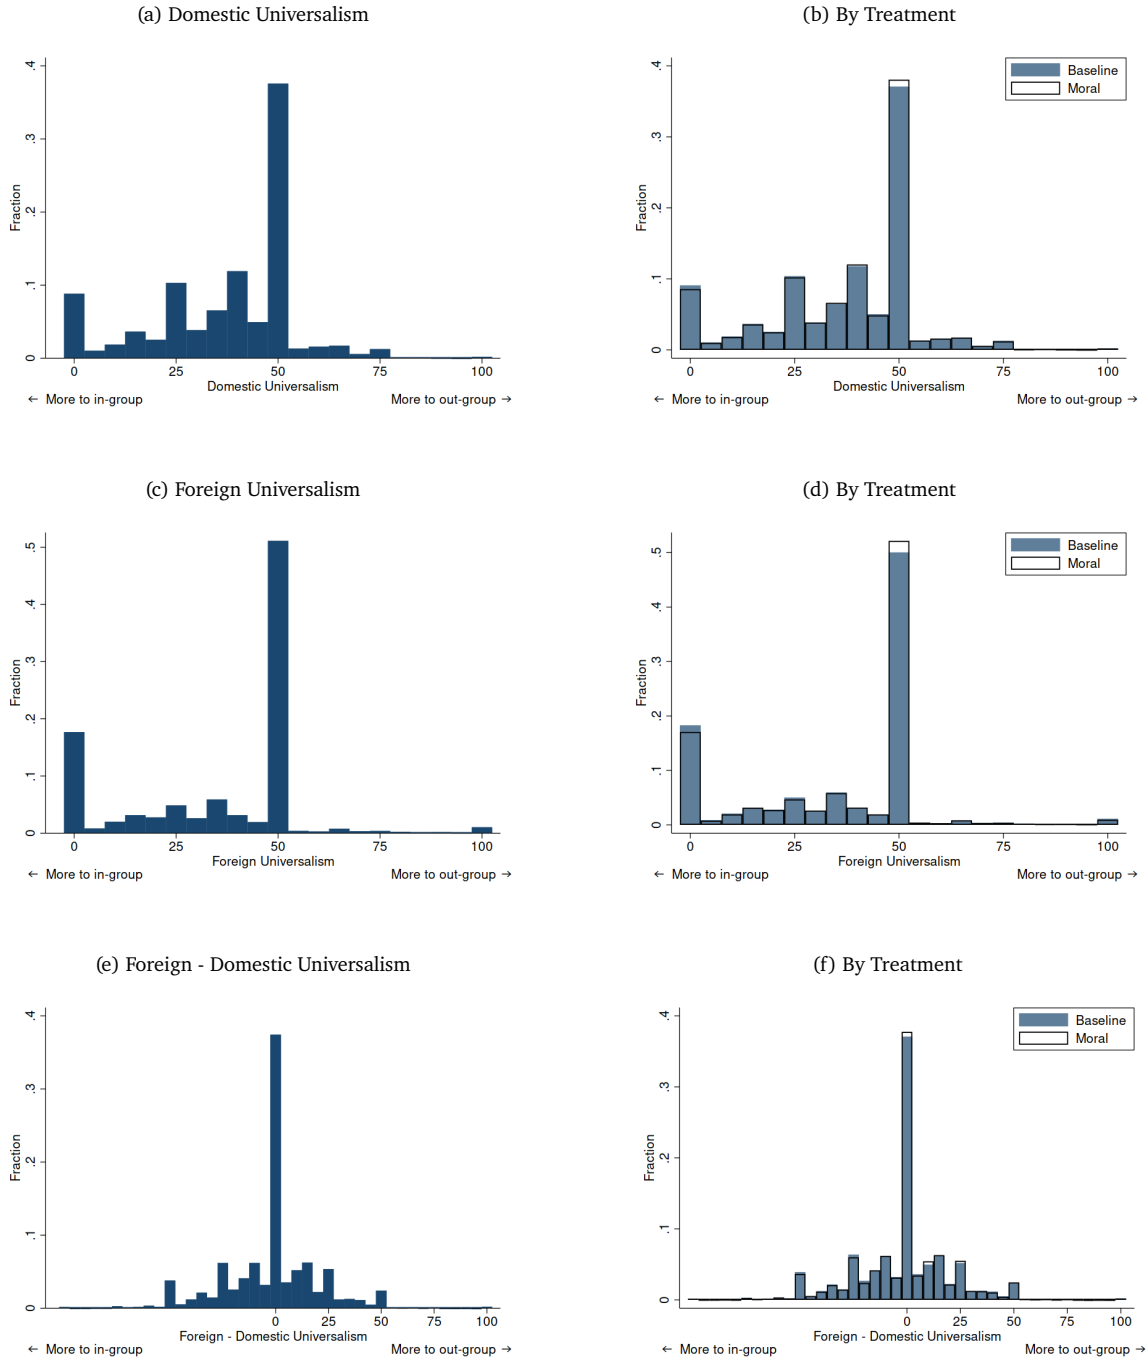 (a) Domestic Universalism
.4
.3
.2
.1
0
Fraction
0 25 50 75 100
Domestic Universalism
← More to in-group More to out-group →
(b) By Treatment
Baseline
Moral
.4
.3
.2
.1
0
Fraction
0 25 50 75 100
Domestic Universalism
← More to in-group More to out-group →
(c) Foreign Universalism
.5
.4
.3
.2
.1
0
Fraction
0 25 50 75 100
Foreign Universalism
← More to in-group More to out-group →
(d) By Treatment
Baseline
Moral
.5
.4
.3
.2
.1
0
Fraction
0 25 50 75 100
Foreign Universalism
← More to in-group More to out-group →
(e) Foreign - Domestic Universalism
.4
.3
.2
.1
0
Fraction
0 25 50 75 100
Foreign - Domestic Universalism
← More to in-group More to out-group →
(f) By Treatment
Baseline
Moral
.4
.3
.2
.1
0
Fraction
0 25 50 75 100
Foreign - Domestic Universalism
← More to in-group More to out-group →